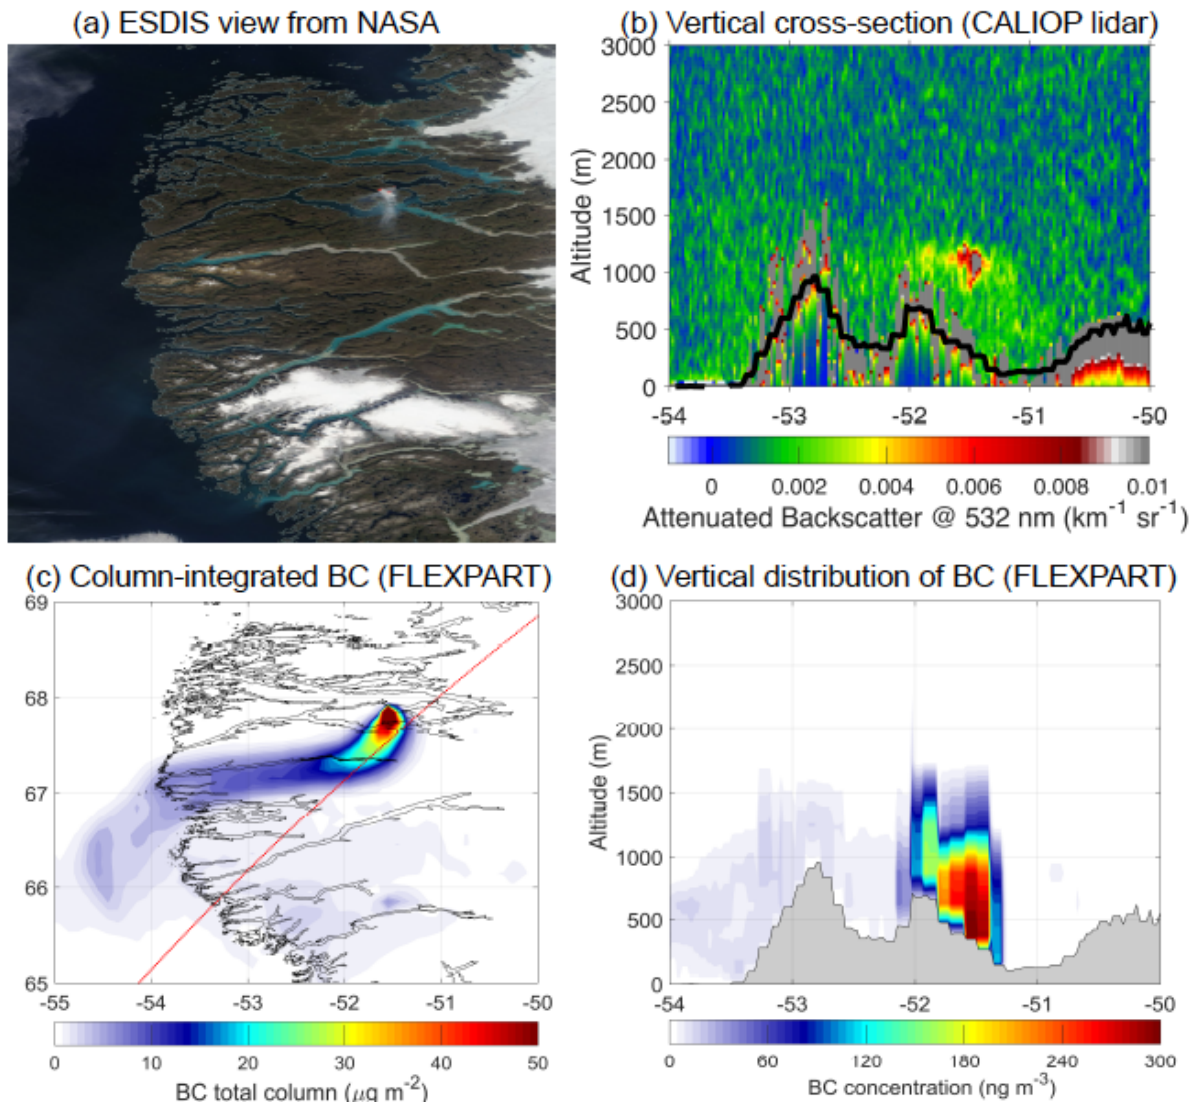 (a) ESDIS view from NASA
(b) Vertical cross-section (CALIOP lidar)
3000
2500
2000
1500
1000
500
0
Altitude (m)
-54 -53 -52 -51 -50
0 0.002 0.004 0.006 0.008 0.01
Attenuated Backscatter @ 532 nm (km⁻¹ sr⁻¹)
(c) Column-integrated BC (FLEXPART)
69
68
67
66
65
-55 -54 -53 -52 -51 -50
0 10 20 30 40 50
BC total column (μg m⁻²)
(d) Vertical distribution of BC (FLEXPART)
3000
2500
2000
1500
1000
500
0
Altitude (m)
-54 -53 -52 -51 -50
0 60 120 180 240 300
BC concentration (ng m⁻³)